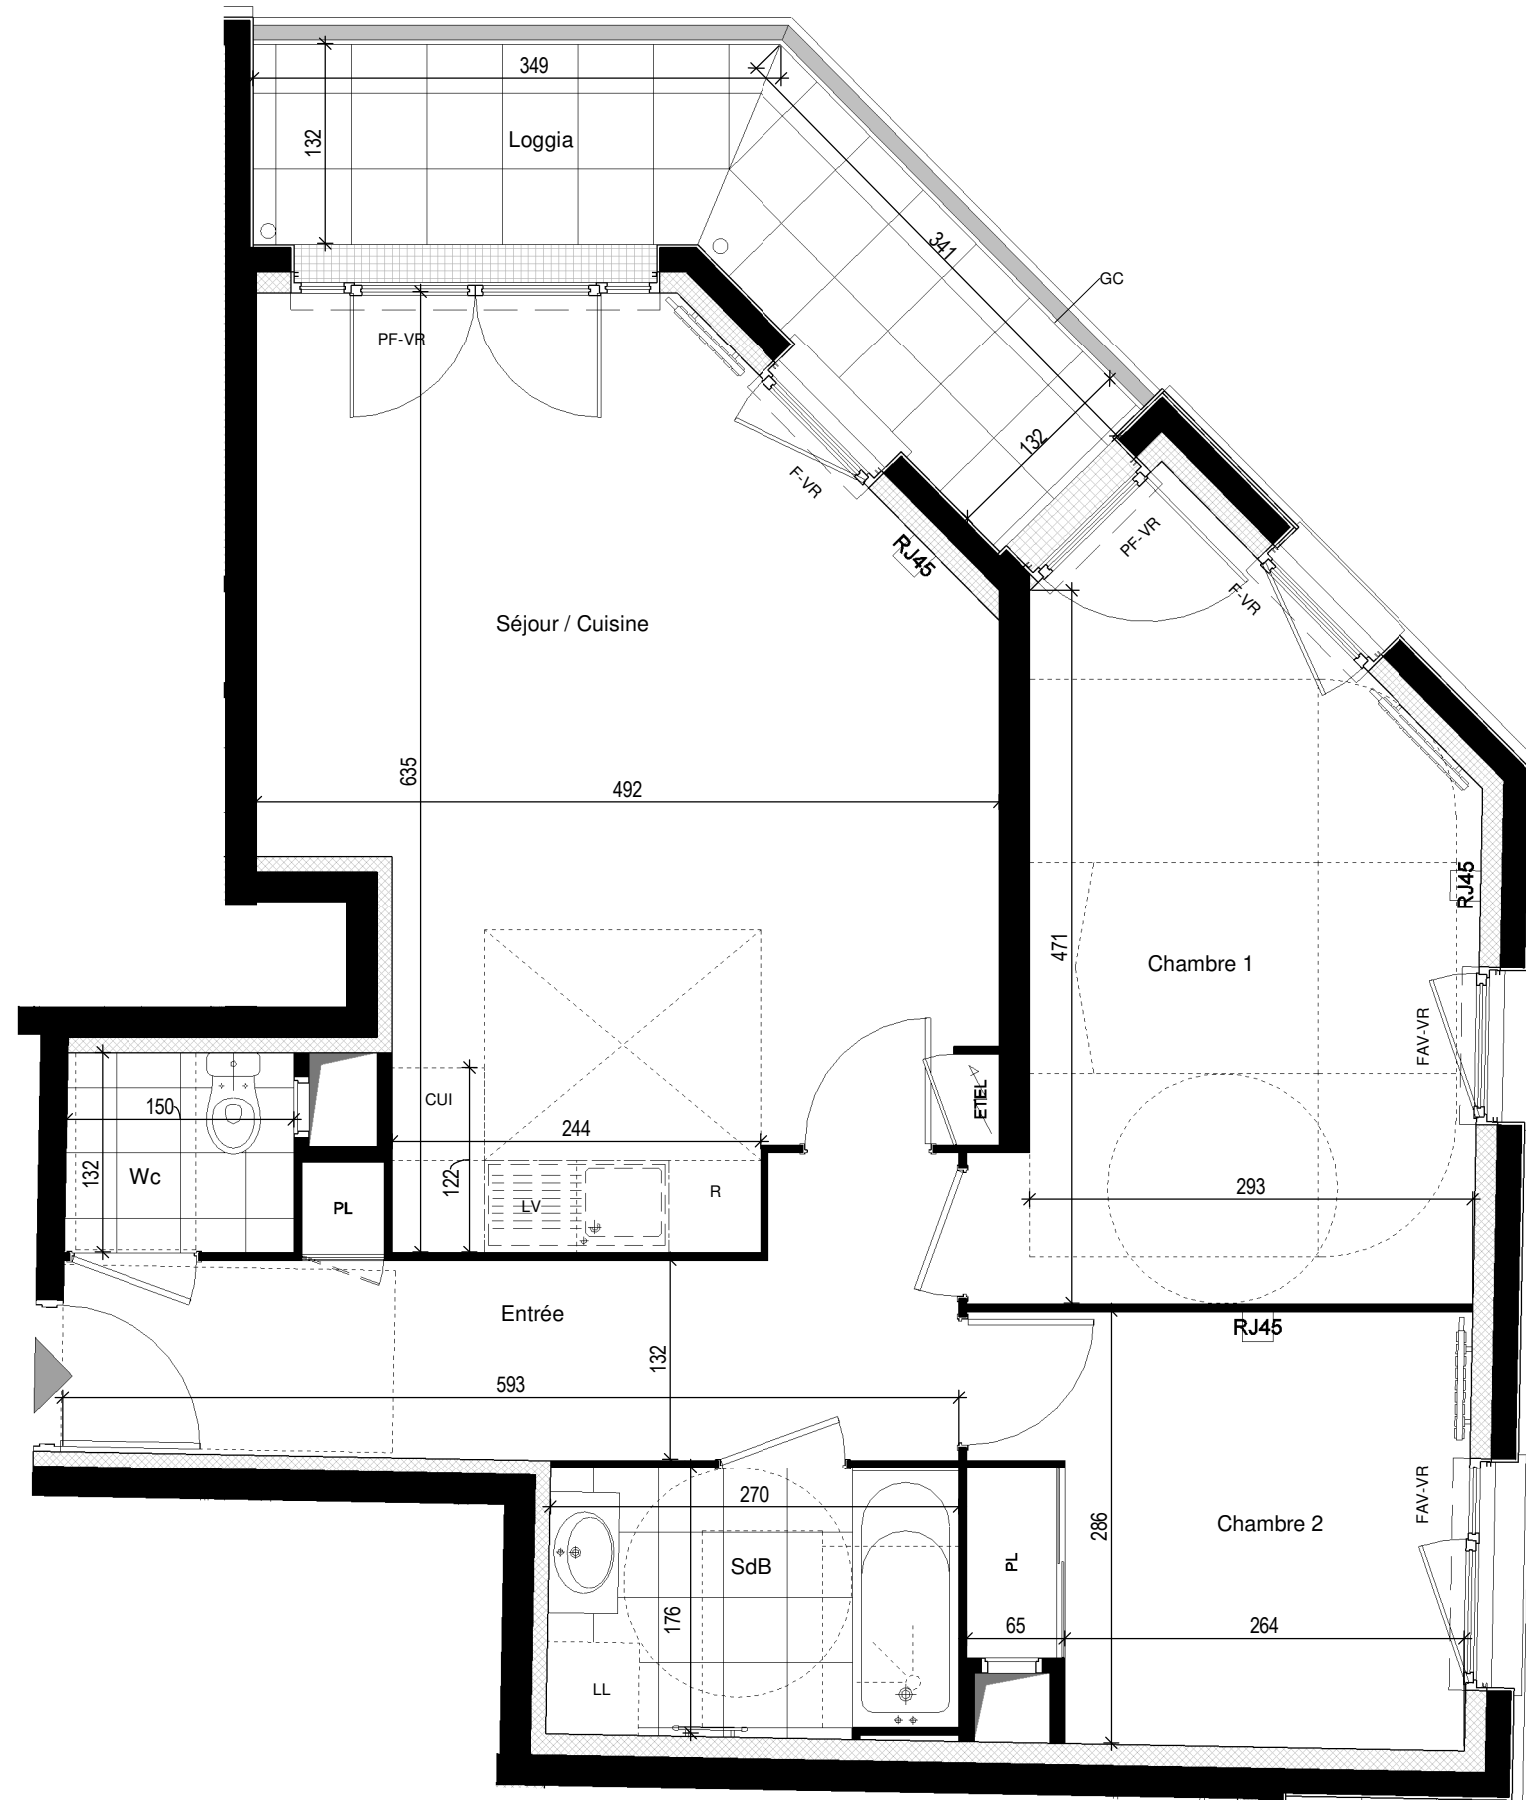 349
132
Loggia
341
GC
PF-VR
132
F-VR
PF-VR
RJ45
F-VR
Séjour / Cuisine
635
492
RJ45
471
Chambre 1
FAV-VR
CUI
ETEL
150
244
132
Wc
122
LV
R
PL
293
Entrée
RJ45
132
593
270
286
FAV-VR
Chambre 2
SdB
PL
176
65
264
LL